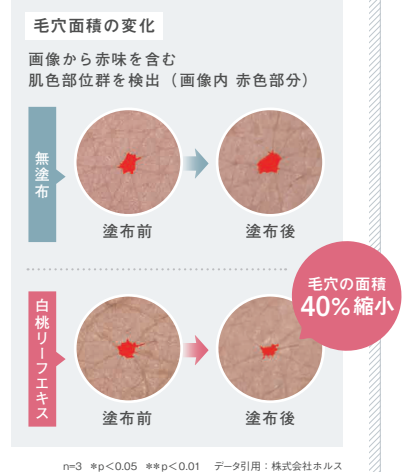 毛穴面積の変化
画像から赤味を含む
肌色部位群を検出（画像内 赤色部分）
無塗布
塗布前
塗布後
毛穴の面積
40%縮小
白桃リーフエキス
塗布前
塗布後
n=3 *p<0.05 **p<0.01 データ引用：株式会社ホルス